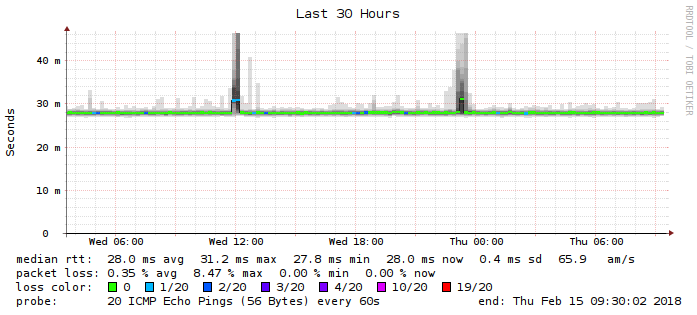 Last 30 Hours
RRDTOOL / TOBI OETIKER
Seconds
40 m
30 m
20 m
10 m
0
Wed 06:00 Wed 12:00 Wed 18:00 Thu 00:00 Thu 06:00
median rtt: 28.0 ms avg 31.2 ms max 27.8 ms min 28.0 ms now 0.4 ms sd 65.9 am/s
packet loss: 0.35 % avg 8.47 % max 0.00 % min 0.00 % now
loss color: 0 1/20 2/20 3/20 4/20 10/20 19/20
probe: 20 ICMP Echo Pings (56 Bytes) every 60s end: Thu Feb 15 09:30:02 2018